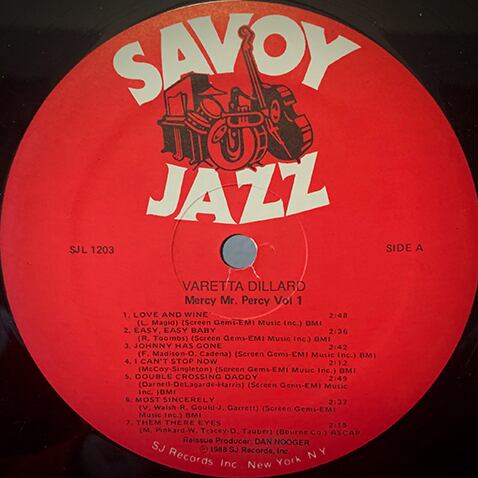 SAVOY
JAZZ
SJL 1203
SIDE A
VARETTA DILLARD
Mercy Mr. Percy Vol 1
1. LOVE AND WINE 2:48
(L. Magid) (Screen Gems-EMI Music Inc.) BMI
2. EASY, EASY BABY 2:36
(R. Toombs) (Screen Gems-EMI Music Inc.) BMI
3. JOHNNY HAS GONE 2:42
(F. Madison-O. Cadena) (Screen Gems-EMI Music Inc.) BMI
4. I CAN'T STOP NOW 2:12
(McCoy-Singleton) (Screen Gems-EMI Music Inc.) BMI
5. DOUBLE CROSSING DADDY 2:49
(Darnell-DeLagarde-Harris) (Screen Gems-EMI Music Inc. )BMI
6. MOST SINCERELY 2:37
(V. Walsh-R. Gould-J. Garrett) (Screen Gems-EMI
Music Inc.) BMI
7. THEM THERE EYES 2:15
(M. Pinkard-W. Tracey-D. Tauber) (Bourne Co.) ASCAP
Reissue Producer: DAN NOOGER
© 1988 SJ Records, Inc.
SJ Records Inc. New York, N.Y.